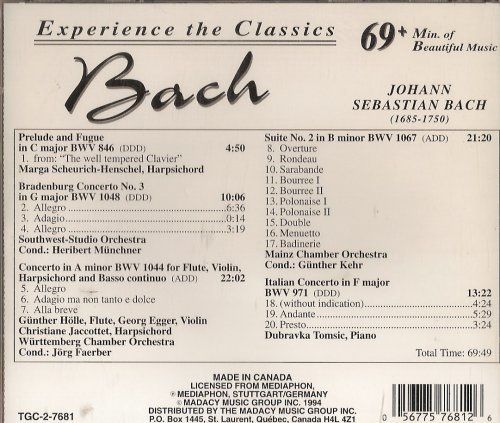 Experience the Classics
69+ Min. of
Beautiful Music
Bach
JOHANN
SEBASTIAN BACH
(1685-1750)
Prelude and Fugue
in C major BWV 846 (DDD) 4:50
1. from: "The well tempered Clavier"
Marga Scheurich-Henschel, Harpsichord
Bradenburg Concerto No. 3
in G major BWV 1048 (DDD) 10:06
2. Allegro 6:36
3. Adagio 0:14
4. Allegro 3:19
Southwest-Studio Orchestra
Cond.: Heribert Münchner
Concerto in A minor BWV 1044 for Flute, Violin,
Harpsichord and Basso continuo (ADD) 22:02
5. Allegro
6. Adagio ma non tanto e dolce
7. Alla breve
Günther Hölle, Flute, Georg Egger, Violin
Christiane Jaccottet, Harpsichord
Württemberg Chamber Orchestra
Cond.: Jörg Faerber
Suite No. 2 in B minor BWV 1067 (ADD) 21:20
8. Overture
9. Rondeau
10. Sarabande
11. Bourree I
12. Bourree II
13. Polonaise I
14. Polonaise II
15. Double
16. Menuetto
17. Badinerie
Mainz Chamber Orchestra
Cond.: Günther Kehr
Italian Concerto in F major
BWV 971 (DDD) 13:22
18. (without indication) 4:24
19. Andante 5:29
20. Presto 3:24
Dubravka Tomsic, Piano
Total Time: 69:49
MADE IN CANADA
LICENSED FROM MEDIAPHON,
℗ MEDIAPHON, STUTTGART/GERMANY
© MADACY MUSIC GROUP INC. 1994
DISTRIBUTED BY THE MADACY MUSIC GROUP INC.
P.O. Box 1445, St. Laurent, Québec, Canada H4L 4Z1
TGC-2-7681
0 56775 76812 6